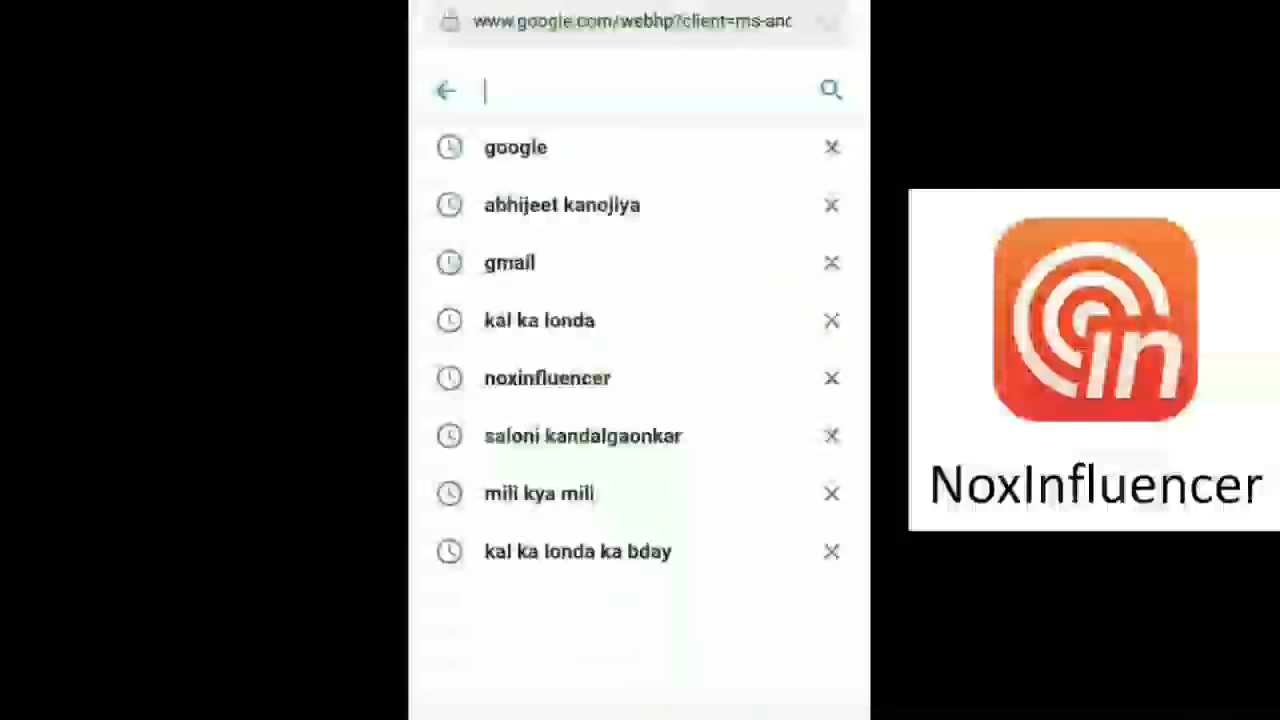 www.google.com/webhp?client=ms-and
google
abhijeet kanojiya
gmail
kal ka londa
noxinfluencer
saloni kandalgaonkar
mili kya mili
kal ka londa ka bday
in
NoxInfluencer